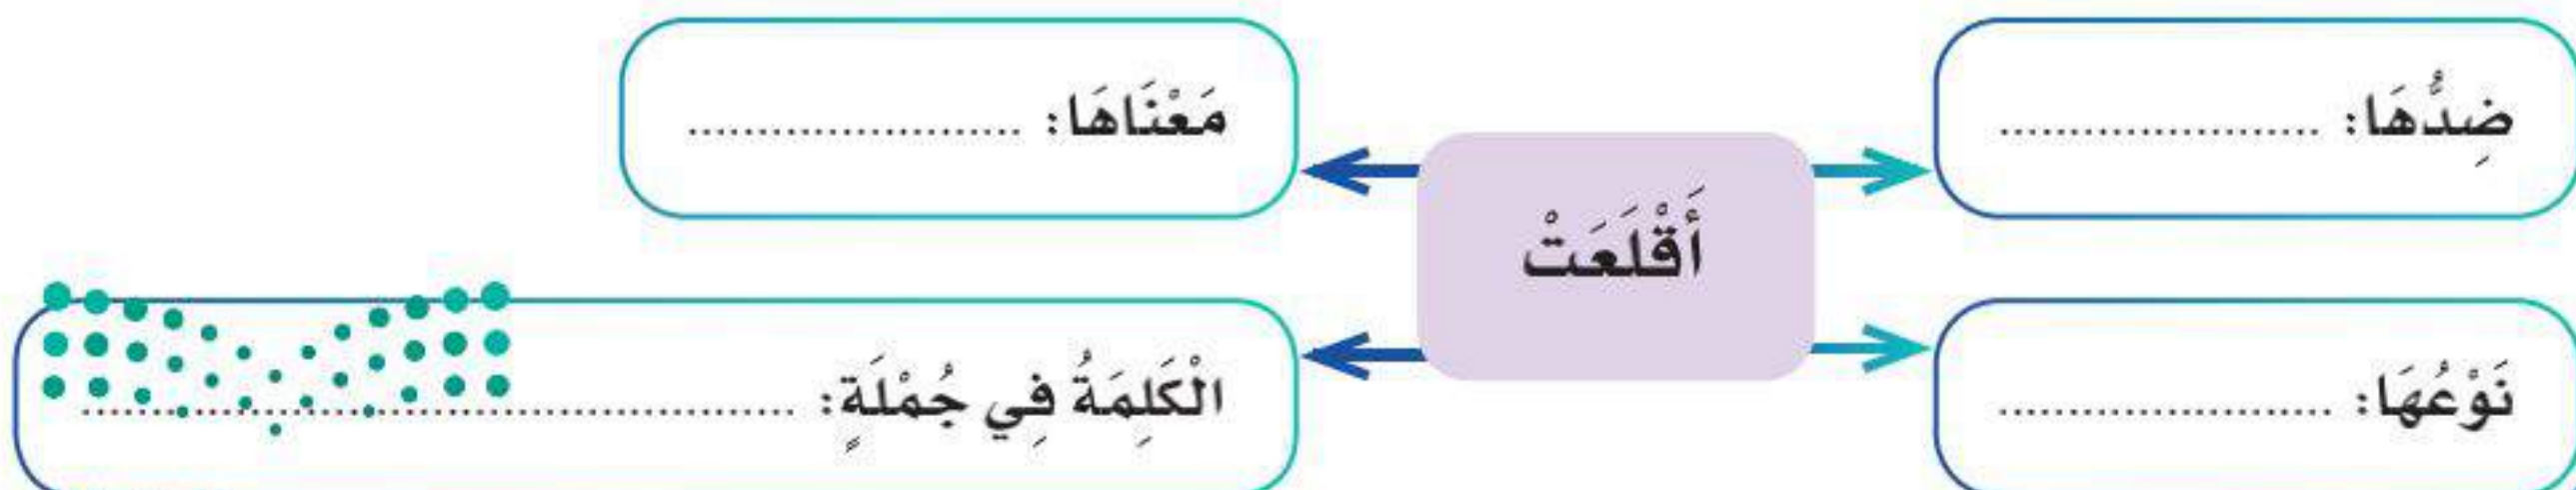 ضِدُّهَا: ......................
مَعْنَاهَا: ......................
أَقْلَعَتْ
نَوْعُهَا: ......................
الْكَلِمَةُ فِي جُمْلَةٍ: ..................................................